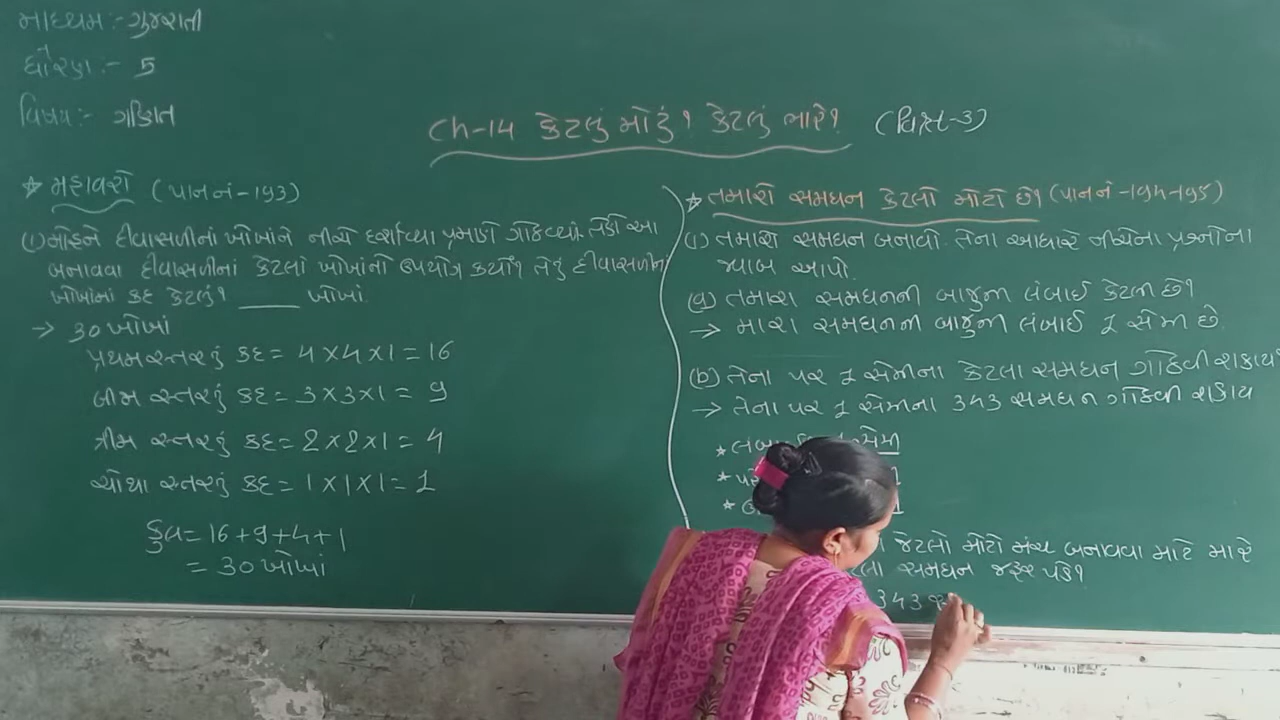 માધ્યમ:- ગુજરાતી
ધોરણ:- 5
વિષય:- ગણિત
Ch-14 કેટલું મોટું? કેટલું ભારે?
★ મહાવરો (પાન નં-193)
(1) મોહને દીવાસળીનાં ખોખાંને નીચે દર્શાવ્યા પ્રમાણે ગોઠવ્યાં. તેણે આ
બનાવવા દીવાસળીનાં કેટલાં ખોખાંનો ઉપયોગ કર્યો? તેનું દીવાસળીનાં
ખોખાંમાં કદ કેટલું? ____ ખોખાં.
→ 30 ખોખાં
પ્રથમ સ્તરનું કદ = 4 × 4 × 1 = 16
બીજા સ્તરનું કદ = 3 × 3 × 1 = 9
ત્રીજા સ્તરનું કદ = 2 × 2 × 1 = 4
ચોથા સ્તરનું કદ = 1 × 1 × 1 = 1
કુલ = 16 + 9 + 4 + 1
= 30 ખોખાં
★ તમારો સમઘન કેટલો મોટો છે? (પાન નં -194-195)
(1) તમારો સમઘન બનાવો. તેના આધારે નીચેના પ્રશ્નોના
જવાબ આપો.
(a) તમારા સમઘનની બાજુની લંબાઈ કેટલી છે?
→ મારા સમઘનની બાજુની લંબાઈ 7 સેમી છે.
(b) તેના પર 1 સેમીના કેટલા સમઘન ગોઠવી શકાય?
→ તેના પર 1 સેમીના 343 સમઘન ગોઠવી શકાય
★ લંબાઈ સેમી
★
★
જેટલો મોટો મંચ બનાવવા માટે મારે
સમઘન જરૂર પડે?
343